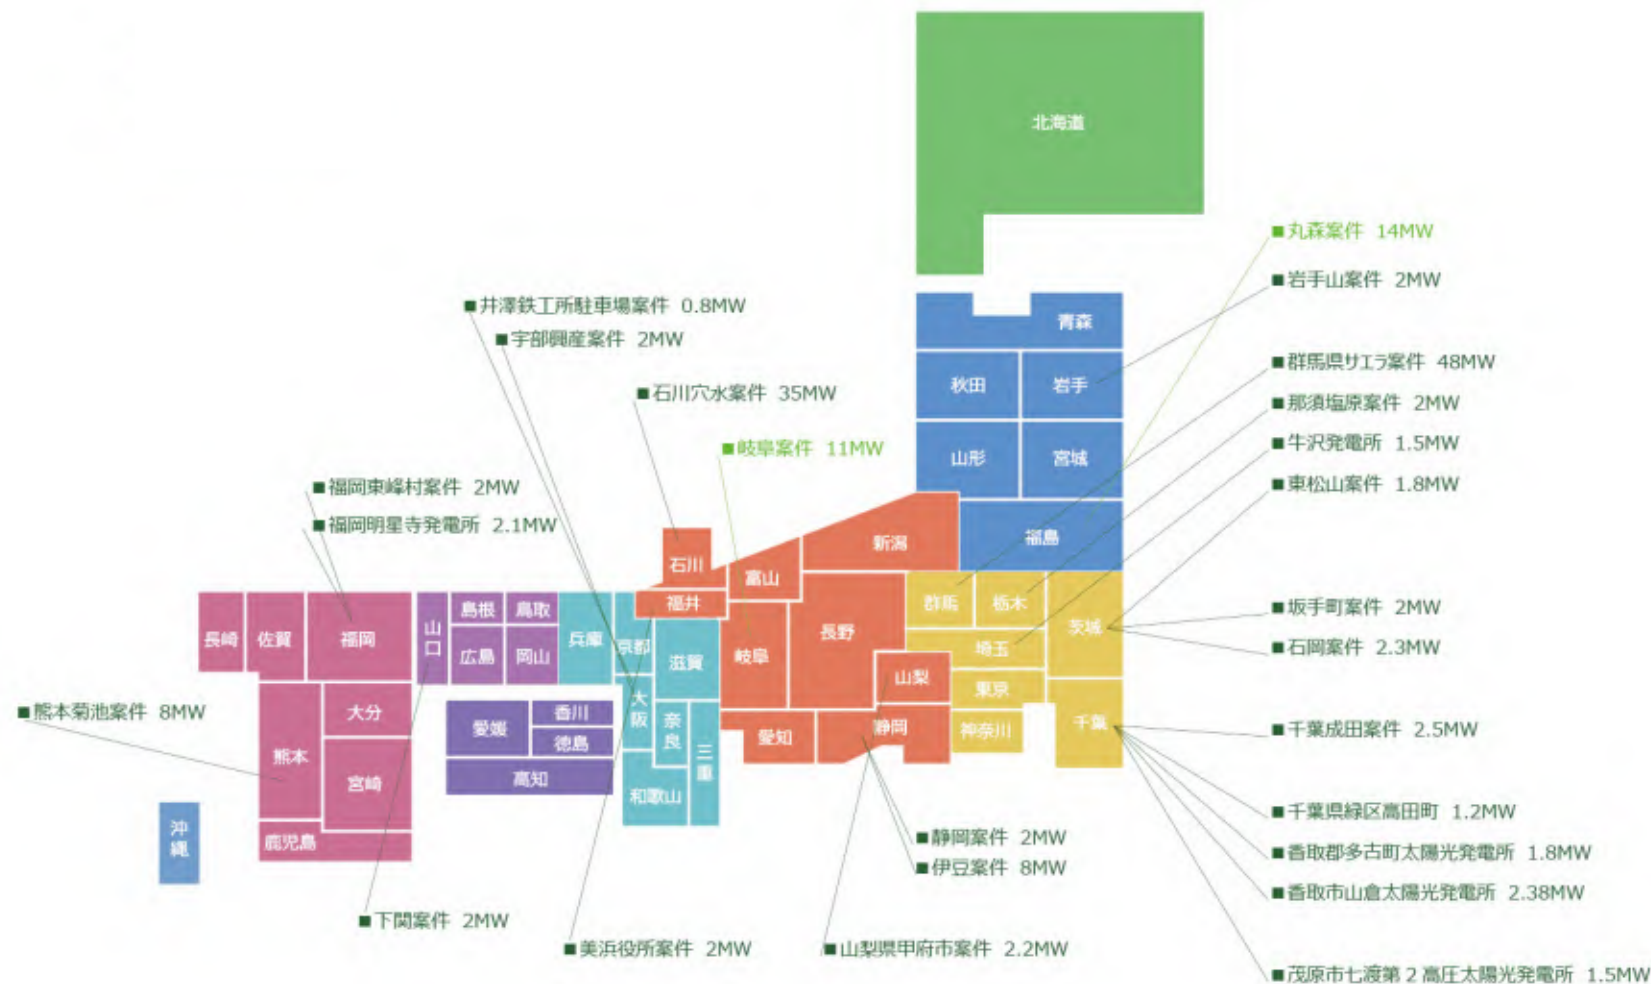 北海道
■丸森案件 14MW
■岩手山案件 2MW
■井澤鉄工所駐車場案件 0.8MW
■宇部興産案件 2MW
青森
■群馬県サエラ案件 48MW
秋田
岩手
■石川穴水案件 35MW
■那須塩原案件 2MW
■牛沢発電所 1.5MW
■岐阜案件 11MW
山形
宮城
■東松山案件 1.8MW
■福岡東峰村案件 2MW
■福岡明星寺発電所 2.1MW
新潟
福島
石川
富山
福井
長崎
佐賀
福岡
山口
島根
鳥取
広島
岡山
兵庫
京都
滋賀
岐阜
長野
群馬
栃木
茨城
埼玉
山梨
東京
■坂手町案件 2MW
■石岡案件 2.3MW
■熊本菊池案件 8MW
大分
熊本
宮崎
鹿児島
沖縄
愛媛
香川
徳島
高知
大阪
奈良
三重
和歌山
愛知
静岡
神奈川
千葉
■千葉成田案件 2.5MW
■千葉県緑区高田町 1.2MW
■静岡案件 2MW
■伊豆案件 8MW
■香取郡多古町太陽光発電所 1.8MW
■香取市山倉太陽光発電所 2.38MW
■下関案件 2MW
■美浜役所案件 2MW
■山梨県甲府市案件 2.2MW
■茂原市七渡第２高圧太陽光発電所 1.5MW